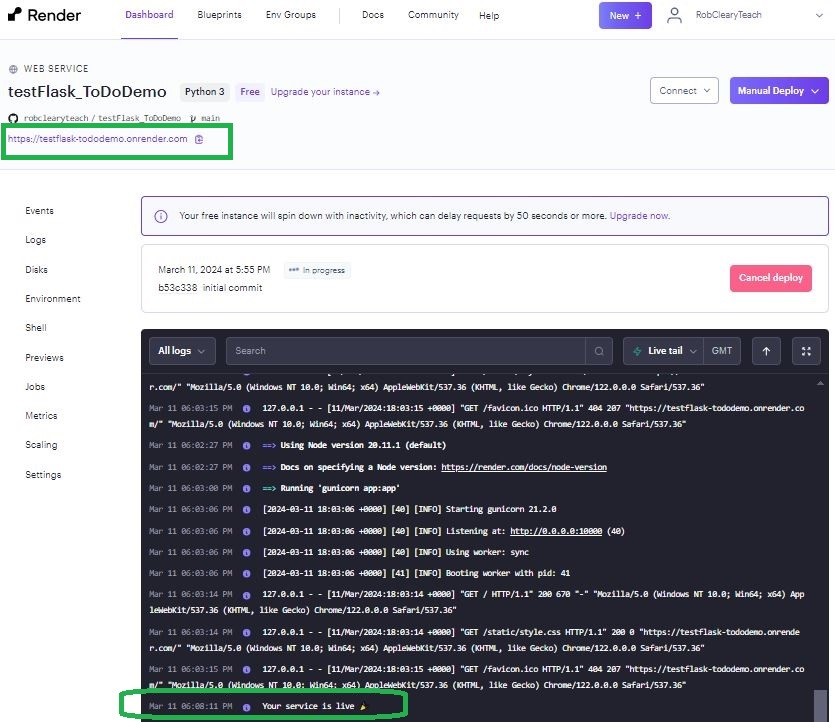 Render
Dashboard
Blueprints
Env Groups
Docs
Community
Help
New +
RobClearyTeach
WEB SERVICE
testFlask_ToDoDemo
Python 3
Free
Upgrade your instance →
Connect
Manual Deploy
robclearyteach / testFlask_ToDoDemo
main
https://testflask-tododemo.onrender.com
Events
Logs
Disks
Environment
Shell
Previews
Jobs
Metrics
Scaling
Settings
Your free instance will spin down with inactivity, which can delay requests by 50 seconds or more. Upgrade now.
March 11, 2024 at 5:55 PM
In progress
b53c338 initial commit
Cancel deploy
All logs
Search
Live tail
GMT
r.com/" "Mozilla/5.0 (Windows NT 10.0; Win64; x64) AppleWebKit/537.36 (KHTML, like Gecko) Chrome/122.0.0.0 Safari/537.36"
Mar 11 06:03:15 PM 127.0.0.1 - - [11/Mar/2024:18:03:15 +0000] "GET /favicon.ico HTTP/1.1" 404 207 "https://testflask-tododemo.onrender.co
m/" "Mozilla/5.0 (Windows NT 10.0; Win64; x64) AppleWebKit/537.36 (KHTML, like Gecko) Chrome/122.0.0.0 Safari/537.36"
Mar 11 06:02:27 PM ==> Using Node version 20.11.1 (default)
Mar 11 06:02:27 PM ==> Docs on specifying a Node version: https://render.com/docs/node-version
Mar 11 06:03:00 PM ==> Running 'gunicorn app:app'
Mar 11 06:03:06 PM [2024-03-11 18:03:06 +0000] [40] [INFO] Starting gunicorn 21.2.0
Mar 11 06:03:06 PM [2024-03-11 18:03:06 +0000] [40] [INFO] Listening at: http://0.0.0.0:10000 (40)
Mar 11 06:03:06 PM [2024-03-11 18:03:06 +0000] [40] [INFO] Using worker: sync
Mar 11 06:03:06 PM [2024-03-11 18:03:06 +0000] [41] [INFO] Booting worker with pid: 41
Mar 11 06:03:14 PM 127.0.0.1 - - [11/Mar/2024:18:03:14 +0000] "GET / HTTP/1.1" 200 670 "-" "Mozilla/5.0 (Windows NT 10.0; Win64; x64) App
leWebKit/537.36 (KHTML, like Gecko) Chrome/122.0.0.0 Safari/537.36"
Mar 11 06:03:14 PM 127.0.0.1 - - [11/Mar/2024:18:03:14 +0000] "GET /static/style.css HTTP/1.1" 200 0 "https://testflask-tododemo.onrende
r.com/" "Mozilla/5.0 (Windows NT 10.0; Win64; x64) AppleWebKit/537.36 (KHTML, like Gecko) Chrome/122.0.0.0 Safari/537.36"
Mar 11 06:03:15 PM 127.0.0.1 - - [11/Mar/2024:18:03:15 +0000] "GET /favicon.ico HTTP/1.1" 404 207 "https://testflask-tododemo.onrender.co
m/" "Mozilla/5.0 (Windows NT 10.0; Win64; x64) AppleWebKit/537.36 (KHTML, like Gecko) Chrome/122.0.0.0 Safari/537.36"
Mar 11 06:08:11 PM Your service is live 🎉